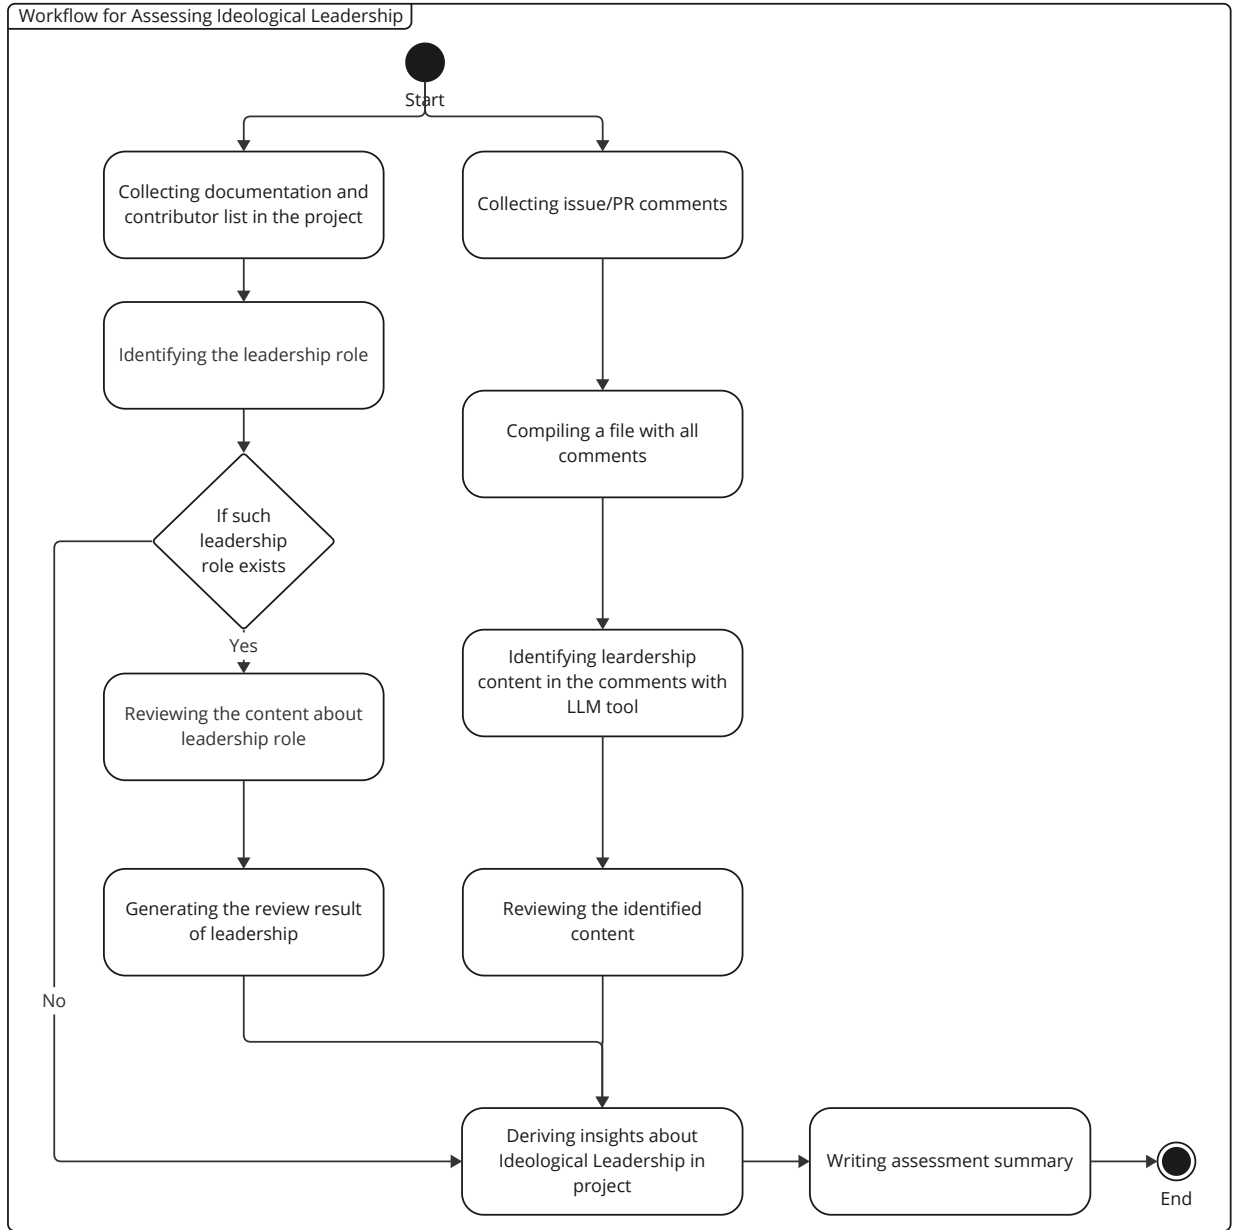 Workflow for Assessing Ideological Leadership
Start
Collecting documentation and
contributor list in the project
Collecting issue/PR comments
Identifying the leadership role
Compiling a file with all
comments
If such
leadership
role exists
Yes
Identifying leardership
content in the comments with
LLM tool
Reviewing the content about
leadership role
Generating the review result
of leadership
Reviewing the identified
content
No
Deriving insights about
Ideological Leadership in
project
Writing assessment summary
End